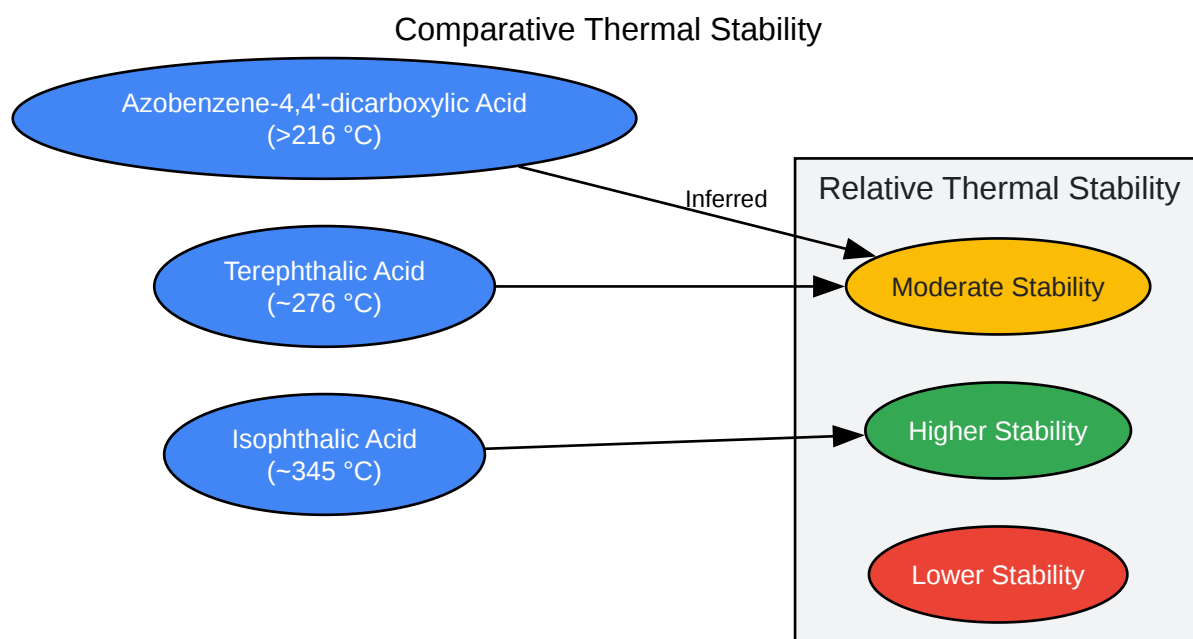 Comparative Thermal Stability
Azobenzene-4,4'-dicarboxylic Acid
(>216 °C)
Inferred
Relative Thermal Stability
Terephthalic Acid
(~276 °C)
Moderate Stability
Isophthalic Acid
(~345 °C)
Higher Stability
Lower Stability